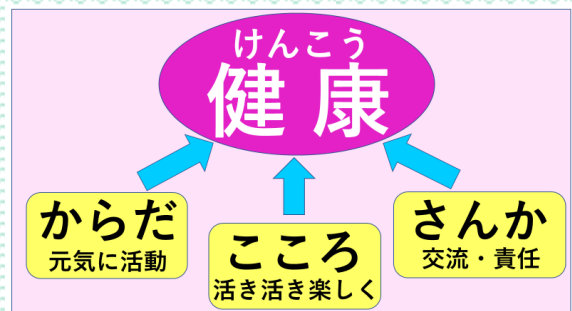 けんこう
健康
からだ
元気に活動
こころ
活き活き楽しく
さんか
交流・責任